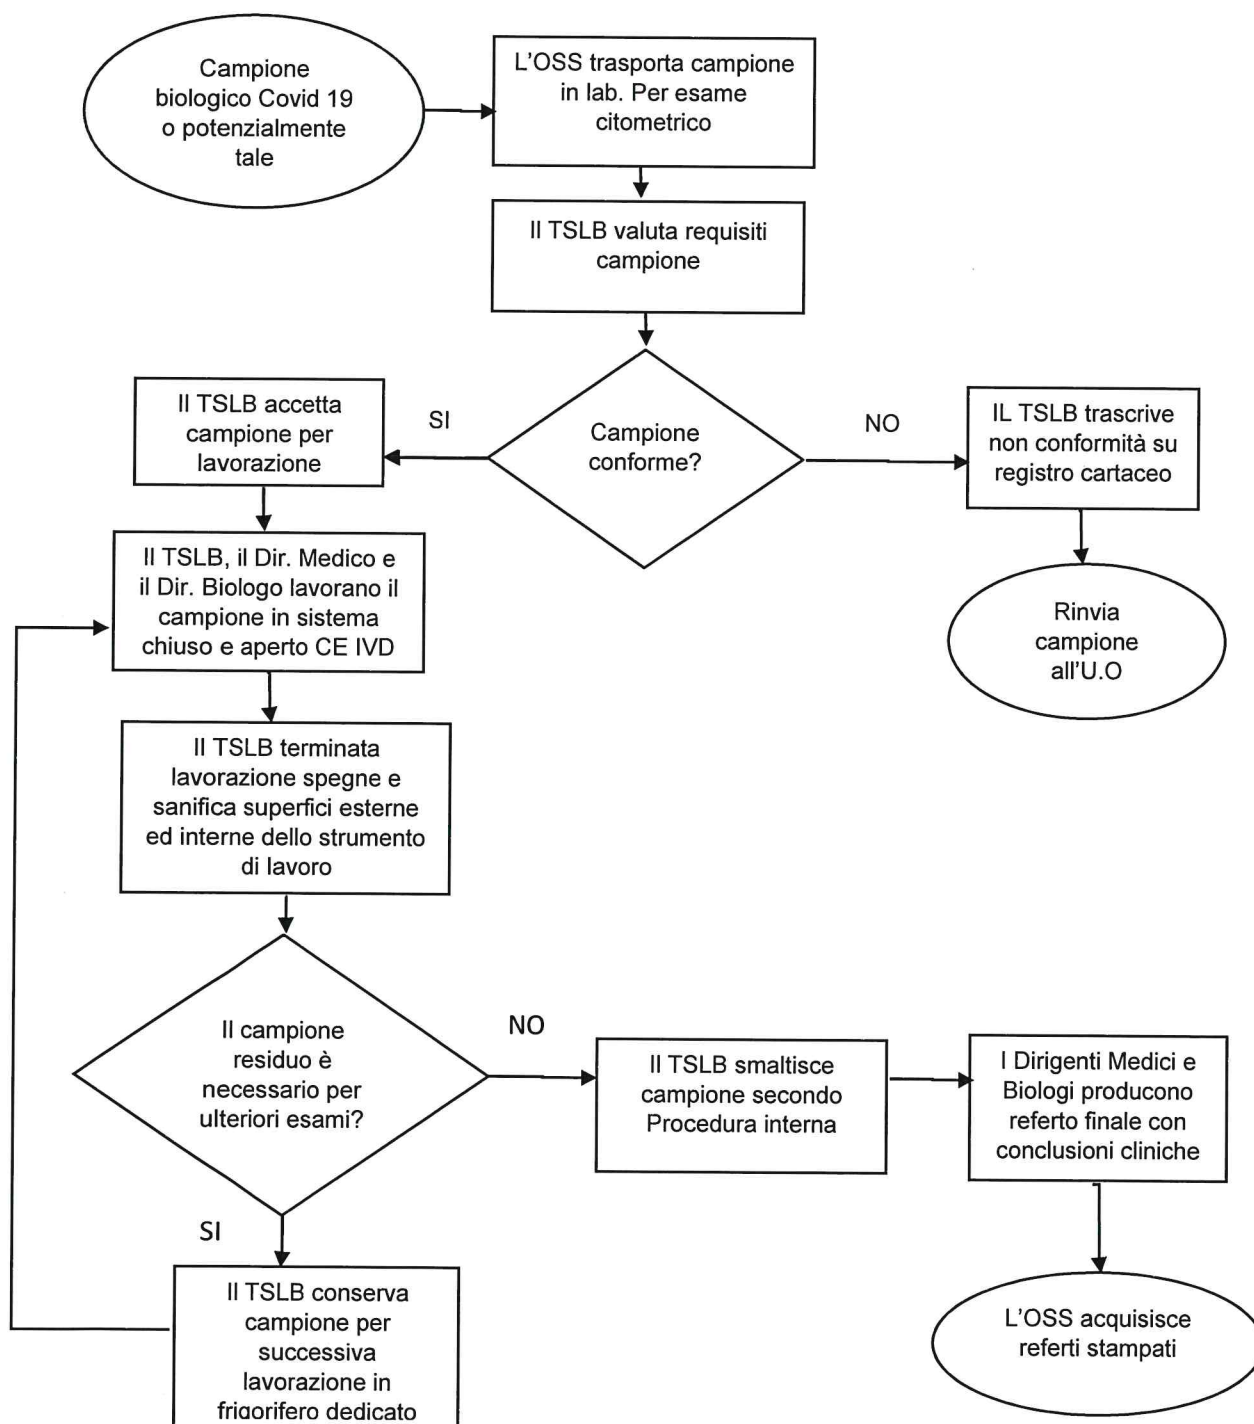 Campione
biologico Covid 19
o potenzialmente
tale
L'OSS trasporta campione
in lab. Per esame
citometrico
Il TSLB valuta requisiti
campione
Campione
conforme?
SI
NO
Il TSLB accetta
campione per
lavorazione
IL TSLB trascrive
non conformità su
registro cartaceo
Rinvia
campione
all'U.O
Il TSLB, il Dir. Medico e
il Dir. Biologo lavorano il
campione in sistema
chiuso e aperto CE IVD
Il TSLB terminata
lavorazione spegne e
sanifica superfici esterne
ed interne dello strumento
di lavoro
Il campione
residuo è
necessario per
ulteriori esami?
NO
Il TSLB smaltisce
campione secondo
Procedura interna
I Dirigenti Medici e
Biologi producono
referto finale con
conclusioni cliniche
SI
Il TSLB conserva
campione per
successiva
lavorazione in
frigorifero dedicato
L'OSS acquisisce
referti stampati